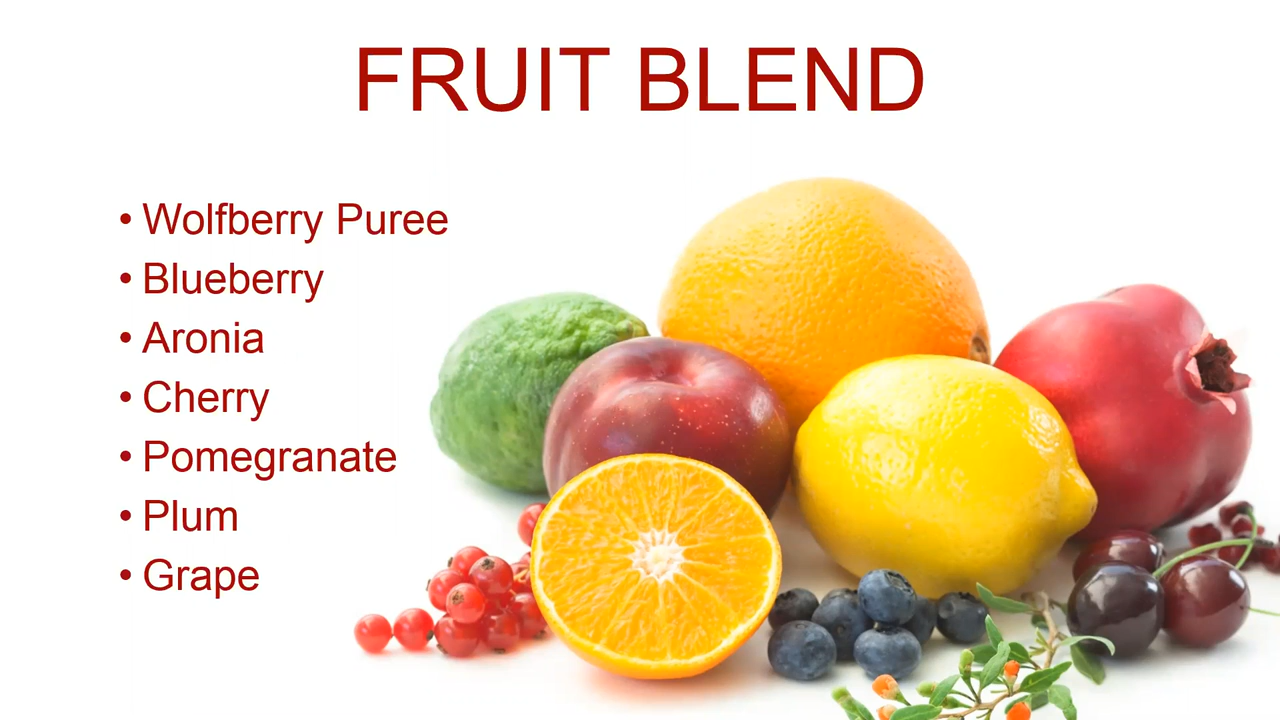 FRUIT BLEND
• Wolfberry Puree
• Blueberry
• Aronia
• Cherry
• Pomegranate
• Plum
• Grape